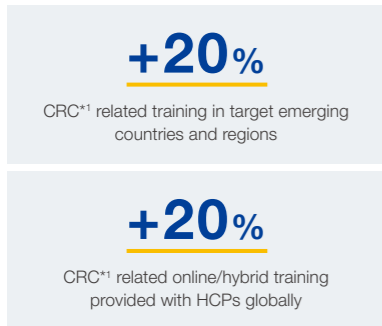 +20%
CRC*1 related training in target emerging
countries and regions
+20%
CRC*1 related online/hybrid training
provided with HCPs globally